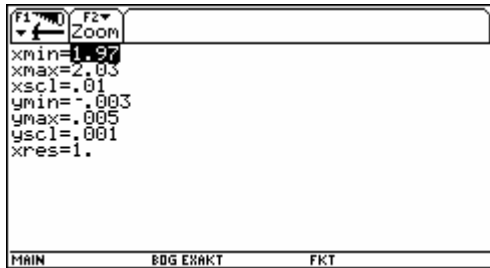 F1 F2
Zoom
xmin=1.97
xmax=2.03
xscl=.01
ymin=-.003
ymax=.005
yscl=.001
xres=1.
MAIN BOG EXAKT FKT